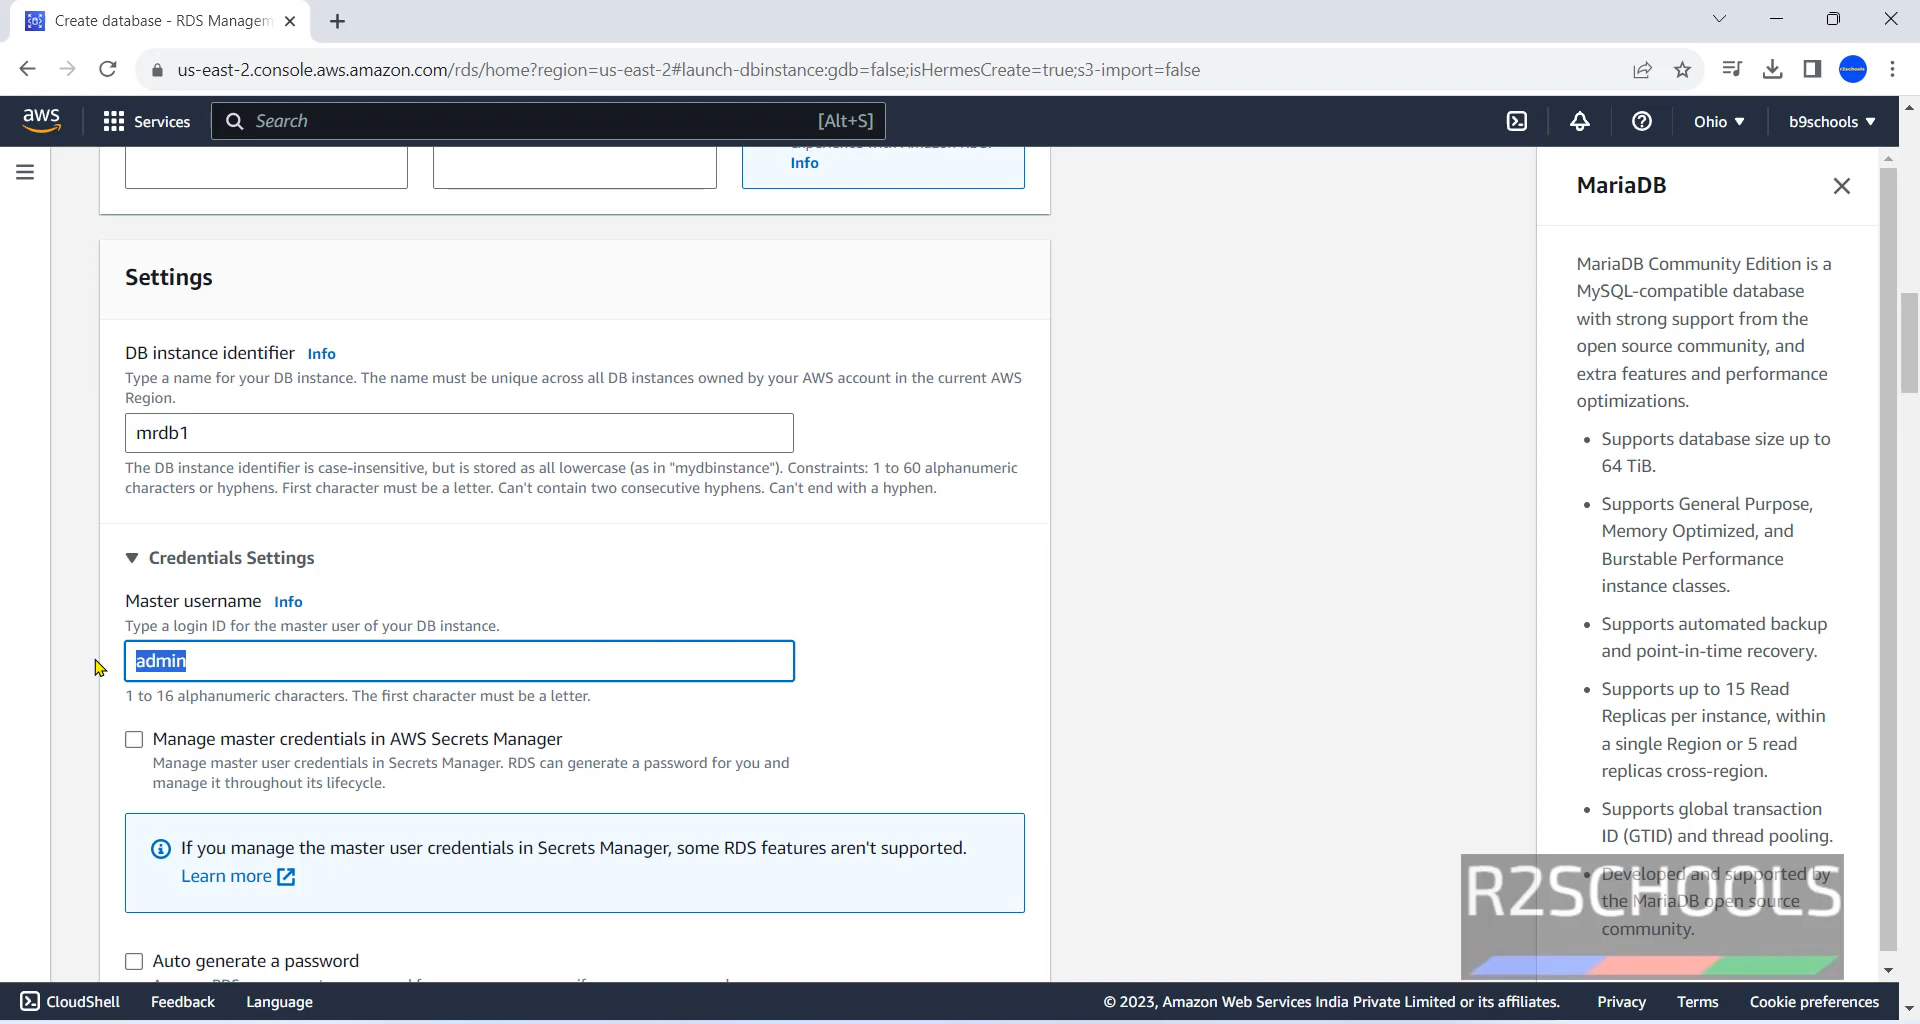 Create database - RDS Managem
us-east-2.console.aws.amazon.com/rds/home?region=us-east-2#launch-dbinstance:gdb=false;isHermesCreate=true;s3-import=false
aws
Services
Search
[Alt+S]
Ohio
b9schools
Info
Settings
DB instance identifier Info
Type a name for your DB instance. The name must be unique across all DB instances owned by your AWS account in the current AWS
Region.
mrdb1
The DB instance identifier is case-insensitive, but is stored as all lowercase (as in "mydbinstance"). Constraints: 1 to 60 alphanumeric
characters or hyphens. First character must be a letter. Can't contain two consecutive hyphens. Can't end with a hyphen.
Credentials Settings
Master username Info
Type a login ID for the master user of your DB instance.
admin
1 to 16 alphanumeric characters. The first character must be a letter.
Manage master credentials in AWS Secrets Manager
Manage master user credentials in Secrets Manager. RDS can generate a password for you and
manage it throughout its lifecycle.
If you manage the master user credentials in Secrets Manager, some RDS features aren't supported.
Learn more
Auto generate a password
MariaDB
MariaDB Community Edition is a
MySQL-compatible database
with strong support from the
open source community, and
extra features and performance
optimizations.
• Supports database size up to
64 TiB.
• Supports General Purpose,
Memory Optimized, and
Burstable Performance
instance classes.
• Supports automated backup
and point-in-time recovery.
• Supports up to 15 Read
Replicas per instance, within
a single Region or 5 read
replicas cross-region.
• Supports global transaction
ID (GTID) and thread pooling.
• Developed and supported by
the MariaDB open source
community.
R2SCHOOLS
CloudShell
Feedback
Language
© 2023, Amazon Web Services India Private Limited or its affiliates.
Privacy
Terms
Cookie preferences